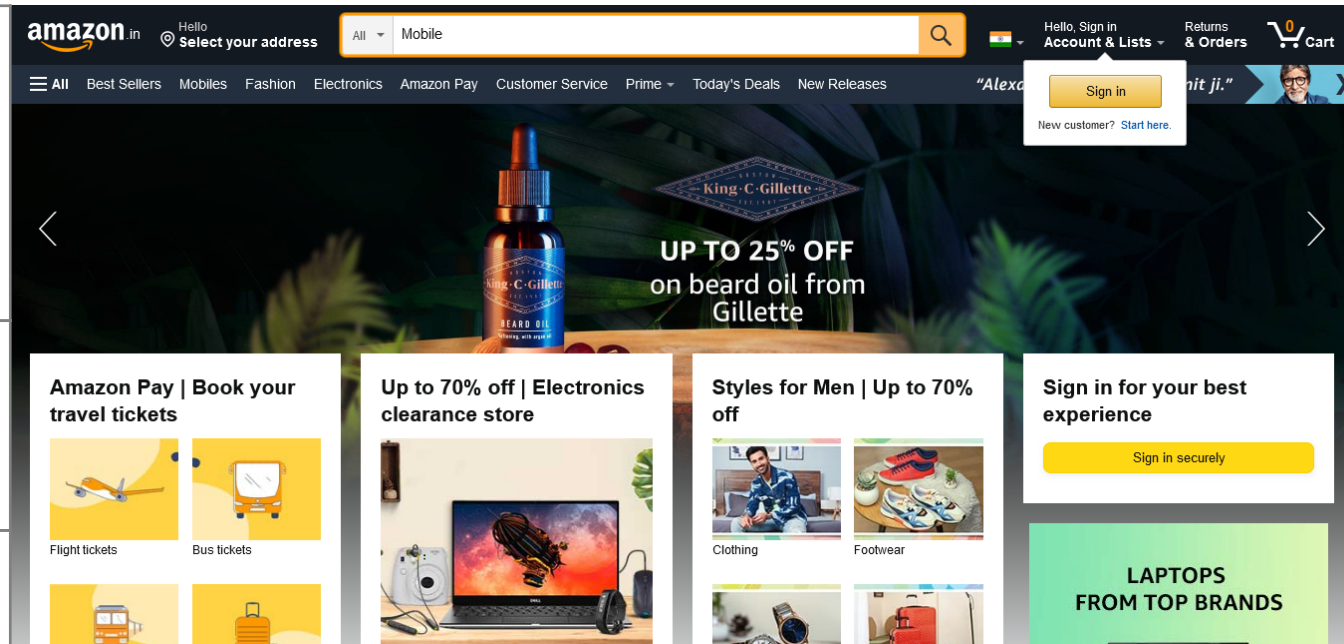 amazon.in
Hello
Select your address
All
Mobile
Hello, Sign in
Account & Lists
Returns
& Orders
0
Cart
All
Best Sellers
Mobiles
Fashion
Electronics
Amazon Pay
Customer Service
Prime
Today's Deals
New Releases
“Alexa
nit ji.”
Sign in
New customer? Start here.
King·C·Gillette
UP TO 25% OFF
on beard oil from
Gillette
King·C·Gillette
BEARD OIL
Amazon Pay | Book your
travel tickets
Flight tickets
Bus tickets
Up to 70% off | Electronics
clearance store
DELL
Styles for Men | Up to 70%
off
Clothing
Footwear
Sign in for your best
experience
Sign in securely
LAPTOPS
FROM TOP BRANDS